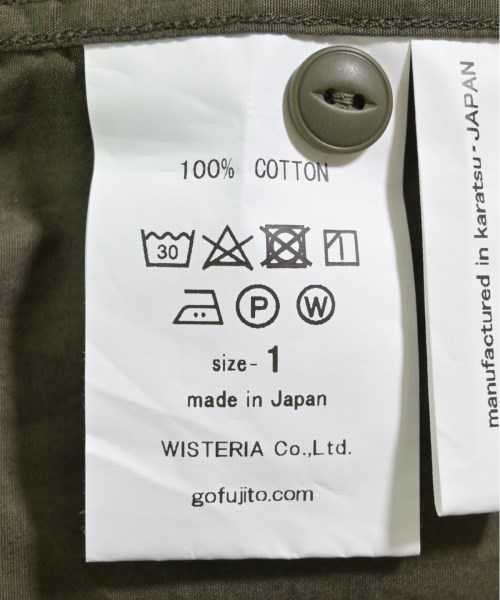 100% COTTON
30
P W
size- 1
made in Japan
WISTERIA Co.,Ltd.
gofujito.com
manufactured in karatsu-JAPAN